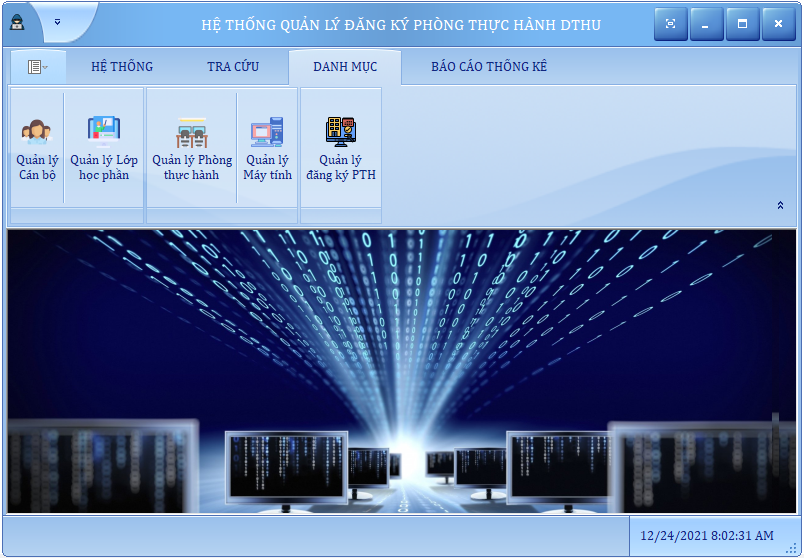 HỆ THỐNG QUẢN LÝ ĐĂNG KÝ PHÒNG THỰC HÀNH DTHU
HỆ THỐNG TRA CỨU DANH MỤC BÁO CÁO THỐNG KÊ
Quản lý Cán bộ
Quản lý Lớp học phần
Quản lý Phòng thực hành
Quản lý Máy tính
Quản lý đăng ký PTH
12/24/2021 8:02:31 AM